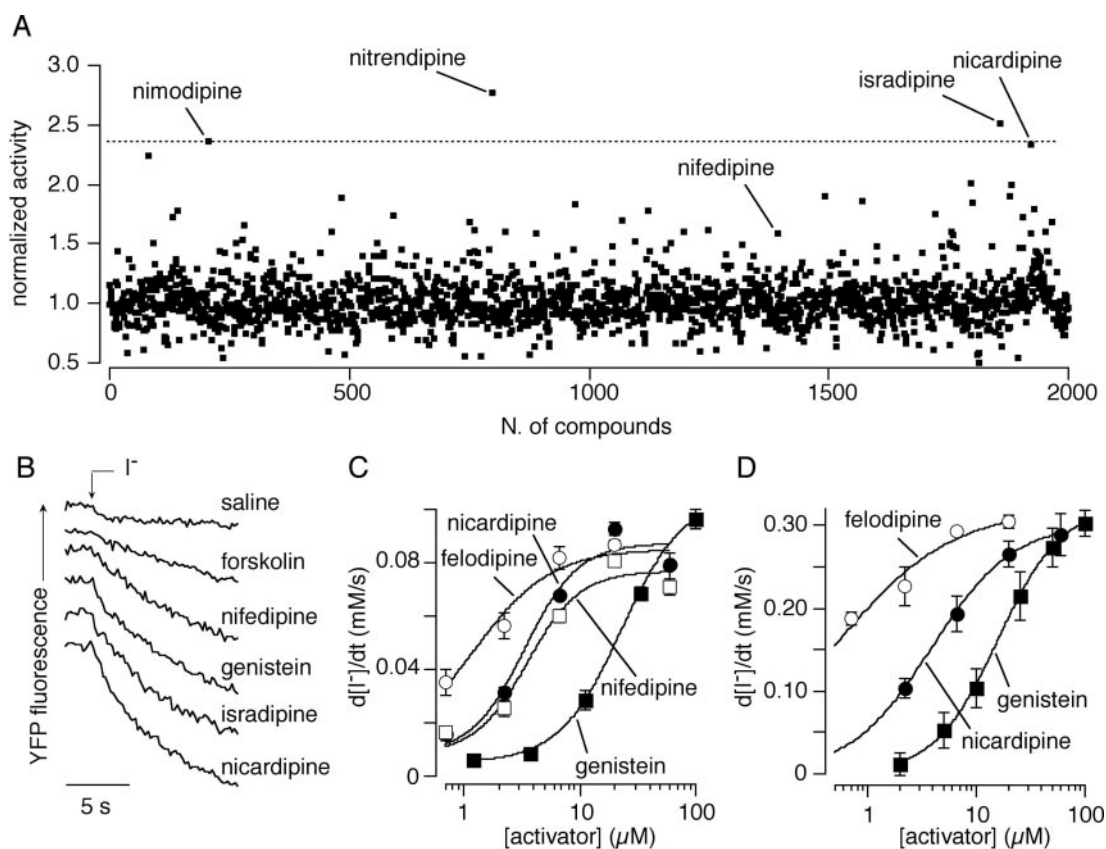 A
3.0
2.5
2.0
1.5
1.0
0.5
normalized activity
nimodipine
nitrendipine
nifedipine
isradipine
nicardipine
0 500 1000 1500 2000
N. of compounds
B
I⁻
YFP fluorescence
saline
forskolin
nifedipine
genistein
isradipine
nicardipine
5 s
C
0.08
0.04
0
d[I⁻]/dt (mM/s)
nicardipine
felodipine
nifedipine
genistein
1 10 100
[activator] (µM)
D
0.30
0.20
0.10
0
d[I⁻]/dt (mM/s)
felodipine
genistein
nicardipine
1 10 100
[activator] (µM)